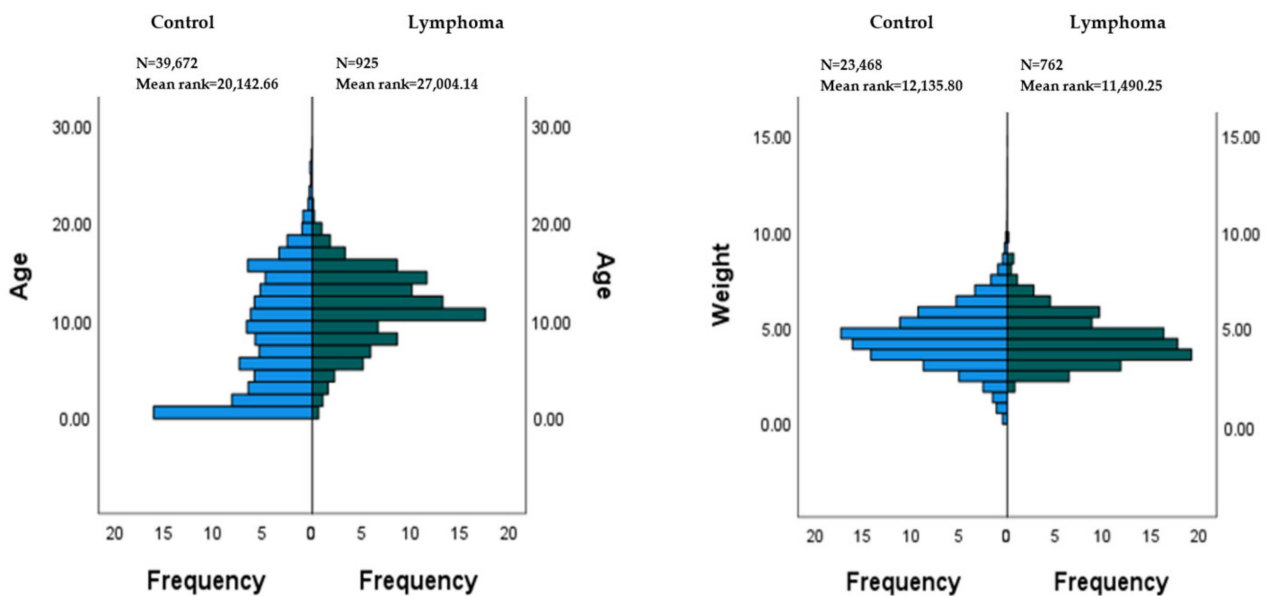 Control Lymphoma
N=39,672 N=925
Mean rank=20,142.66 Mean rank=27,004.14
30.00 30.00
20.00 20.00
Age Age
10.00 10.00
0.00 0.00
20 15 10 5 0 0 5 10 15 20
Frequency Frequency
Control Lymphoma
N=23,468 N=762
Mean rank=12,135.80 Mean rank=11,490.25
15.00 15.00
10.00 10.00
Weight
5.00 5.00
0.00 0.00
20 15 10 5 0 0 5 10 15 20
Frequency Frequency